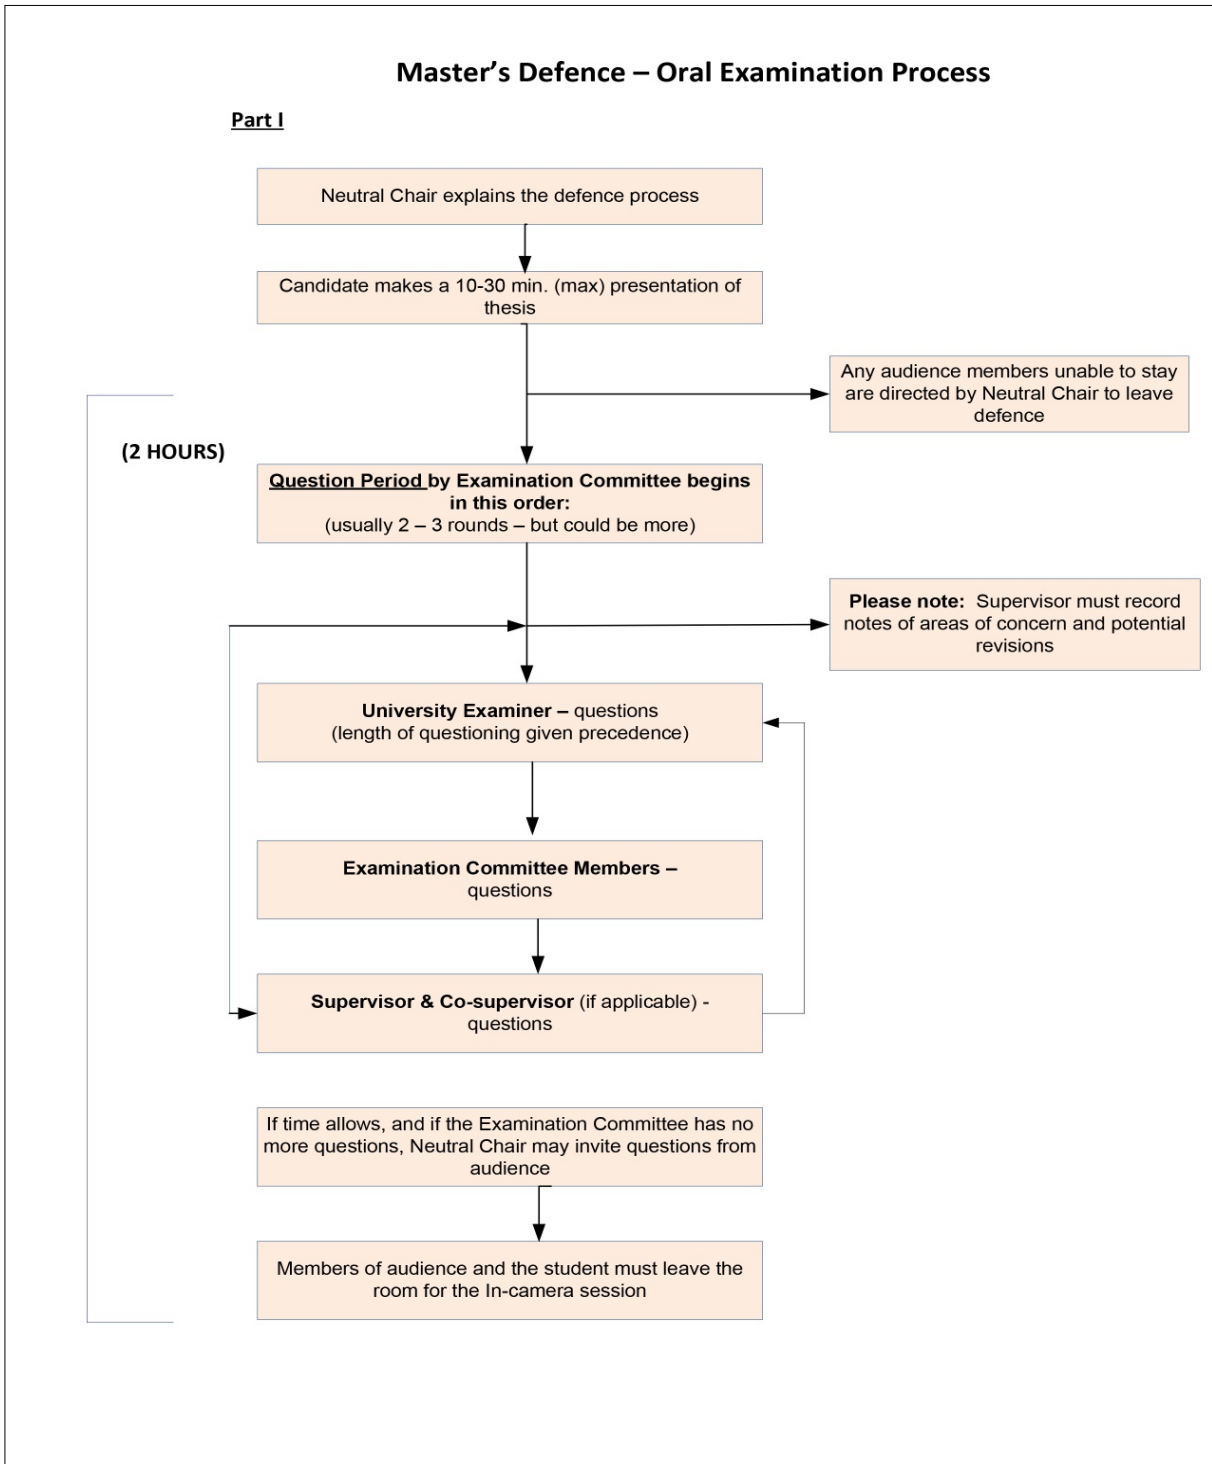 Master’s Defence – Oral Examination Process
Part I
Neutral Chair explains the defence process
Candidate makes a 10-30 min. (max) presentation of
thesis
Any audience members unable to stay
are directed by Neutral Chair to leave
defence
(2 HOURS)
Question Period by Examination Committee begins
in this order:
(usually 2 – 3 rounds – but could be more)
Please note:  Supervisor must record
notes of areas of concern and potential
revisions
University Examiner – questions
(length of questioning given precedence)
Examination Committee Members –
questions
Supervisor & Co-supervisor (if applicable) -
questions
If time allows, and if the Examination Committee has no
more questions, Neutral Chair may invite questions from
audience
Members of audience and the student must leave the
room for the In-camera session